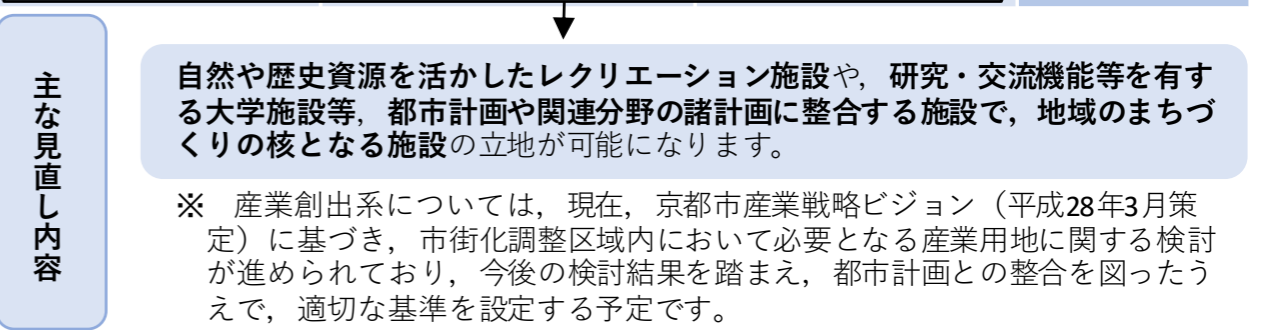 主な見直し内容
自然や歴史資源を活かしたレクリエーション施設や，研究・交流機能等を有す
る大学施設等，都市計画や関連分野の諸計画に整合する施設で，地域のまちづ
くりの核となる施設の立地が可能になります。
※　産業創出系については，現在，京都市産業戦略ビジョン（平成28年3月策
定）に基づき，市街化調整区域内において必要となる産業用地に関する検討
が進められており，今後の検討結果を踏まえ，都市計画との整合を図ったう
えで，適切な基準を設定する予定です。